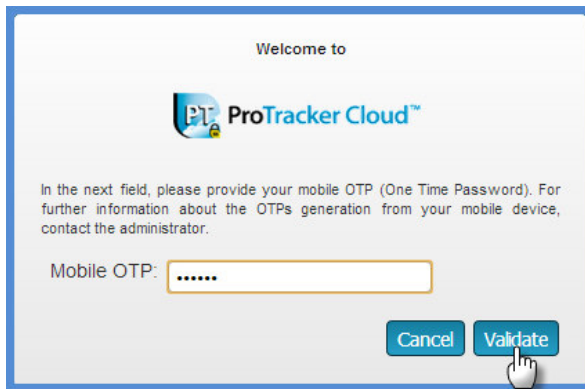 Welcome to
PT ProTracker Cloud™
In the next field, please provide your mobile OTP (One Time Password). For
further information about the OTPs generation from your mobile device,
contact the administrator.
Mobile OTP: ••••••
Cancel Validate